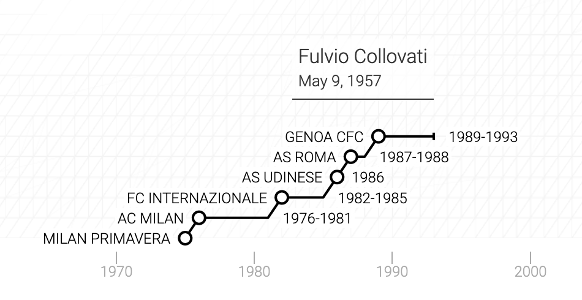 Fulvio Collovati
May 9, 1957
GENOA CFC 1989-1993
AS ROMA 1987-1988
AS UDINESE 1986
FC INTERNAZIONALE 1982-1985
AC MILAN 1976-1981
MILAN PRIMAVERA
1970 1980 1990 2000